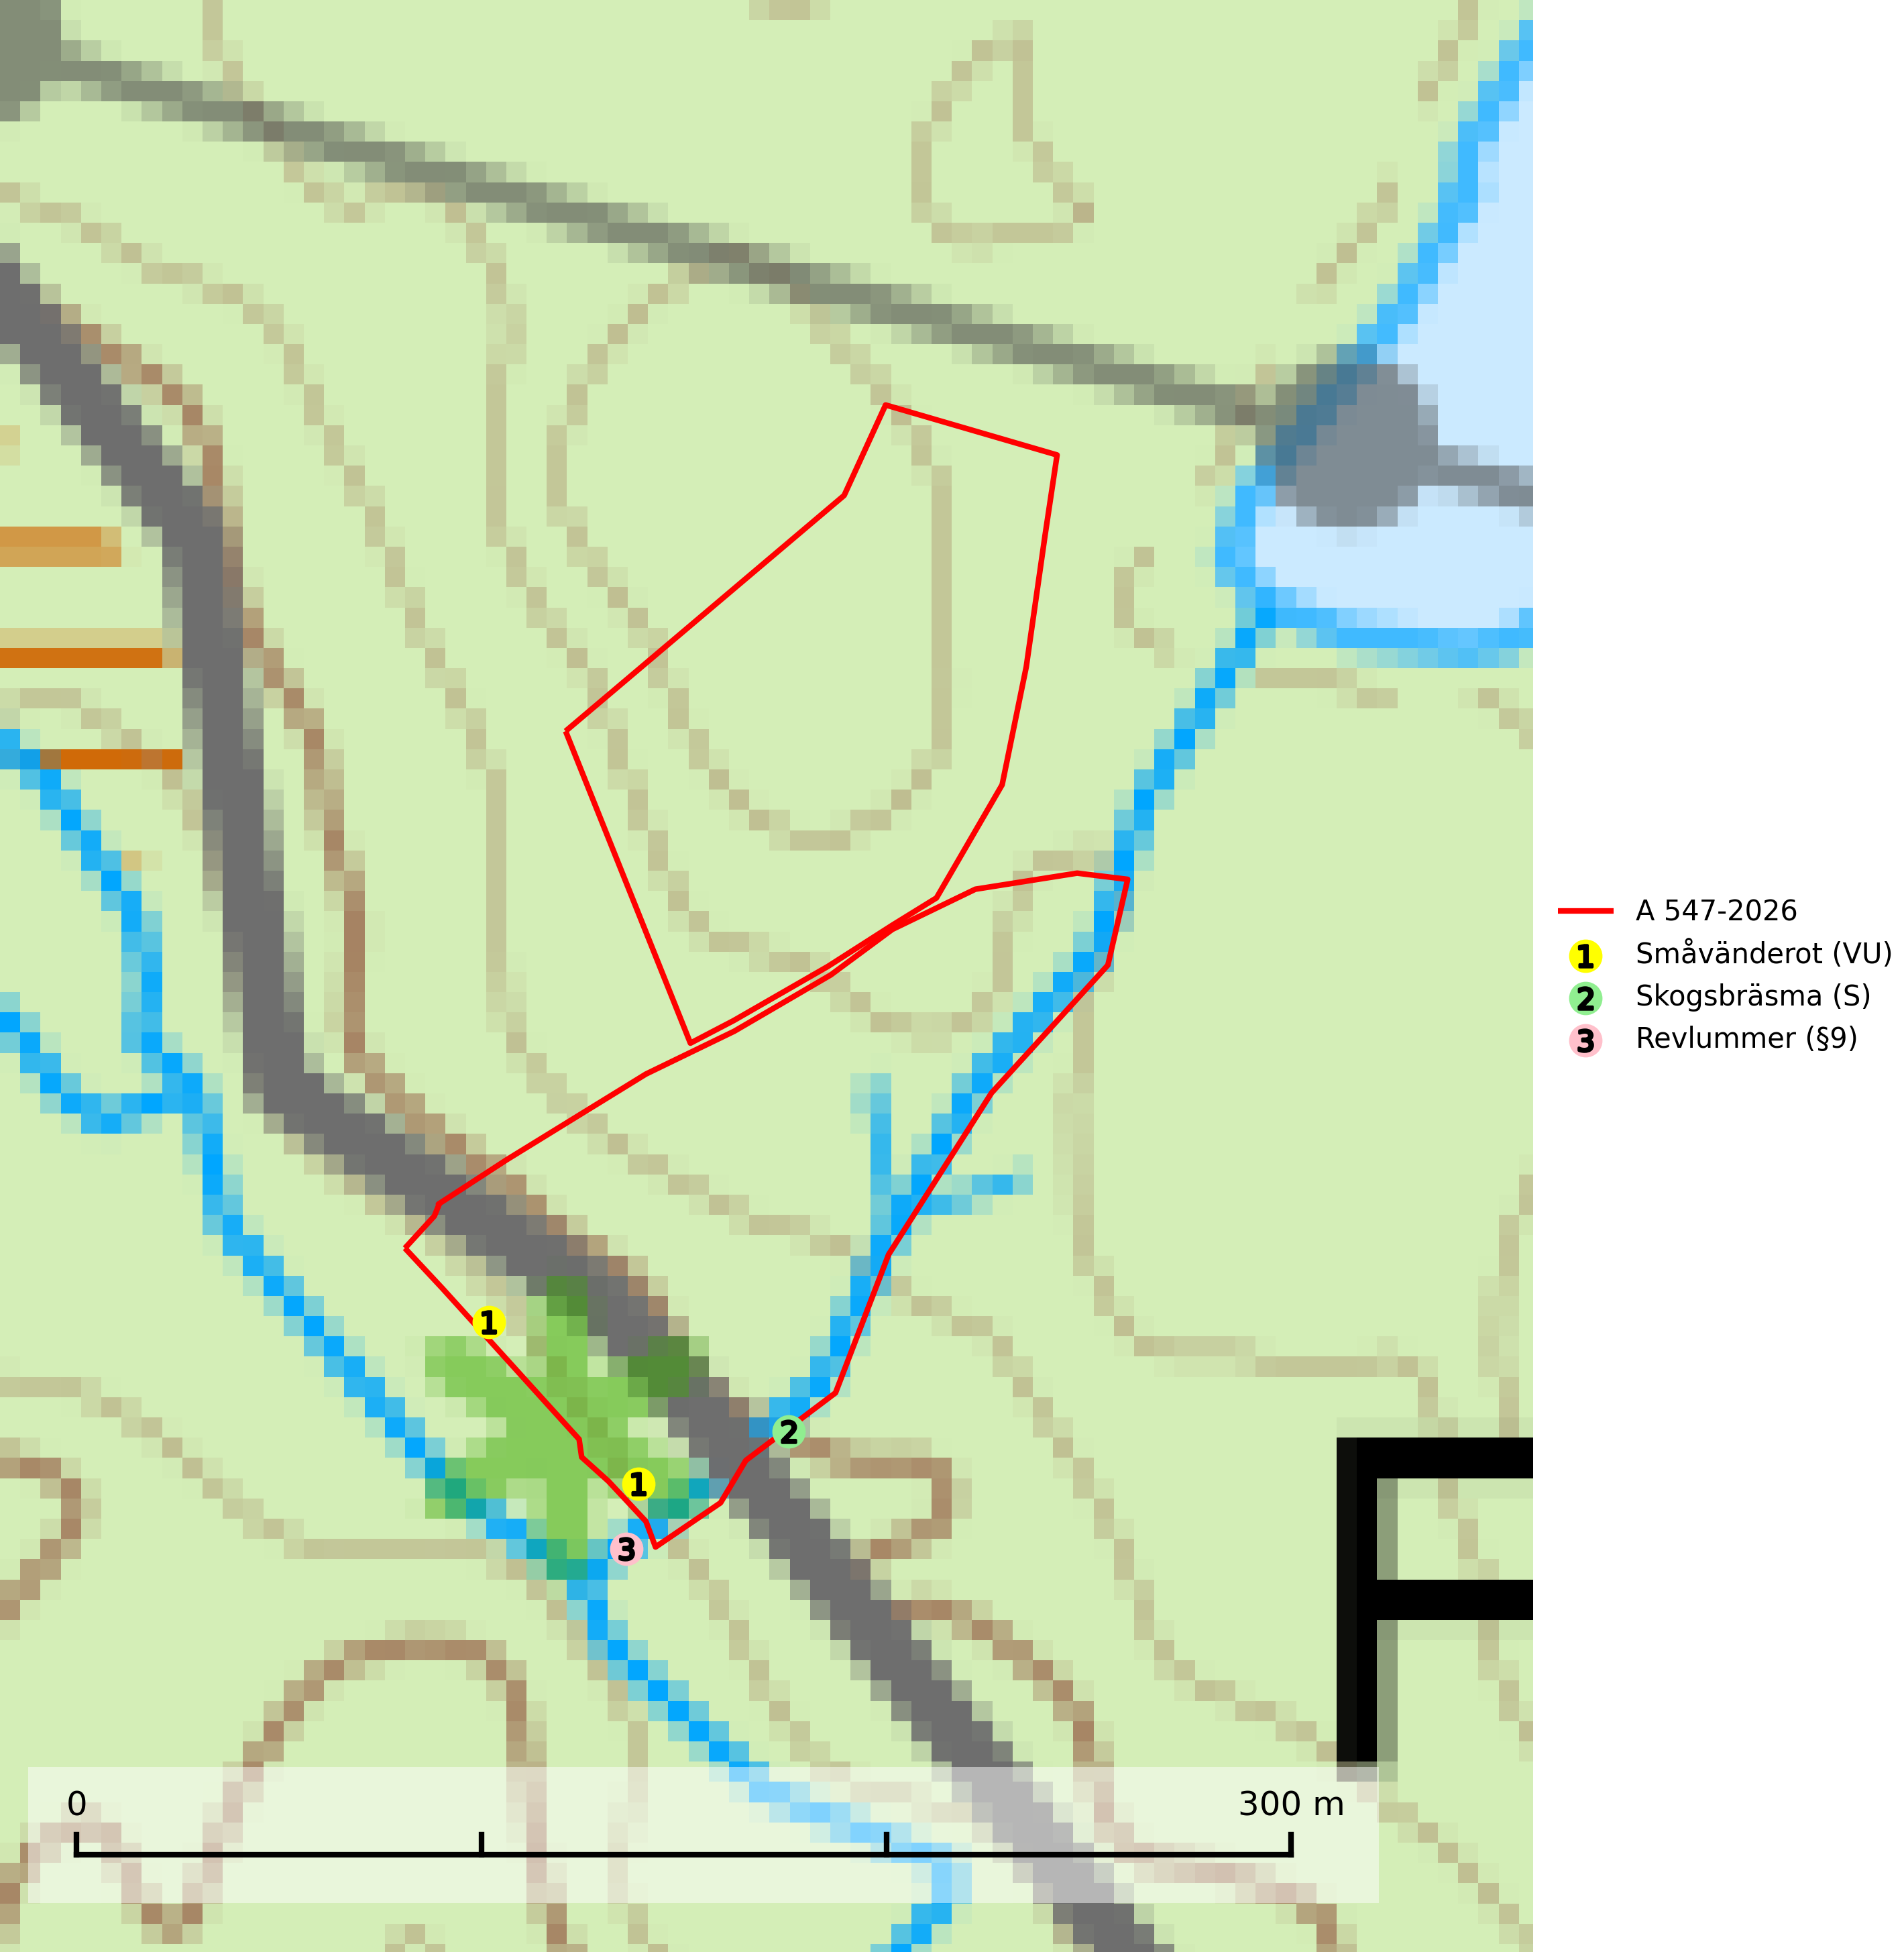 A 547-2026
1 Småvänderot (VU)
2 Skogsbräsma (S)
3 Revlummer (§9)
1
2
1
3
0 300 m